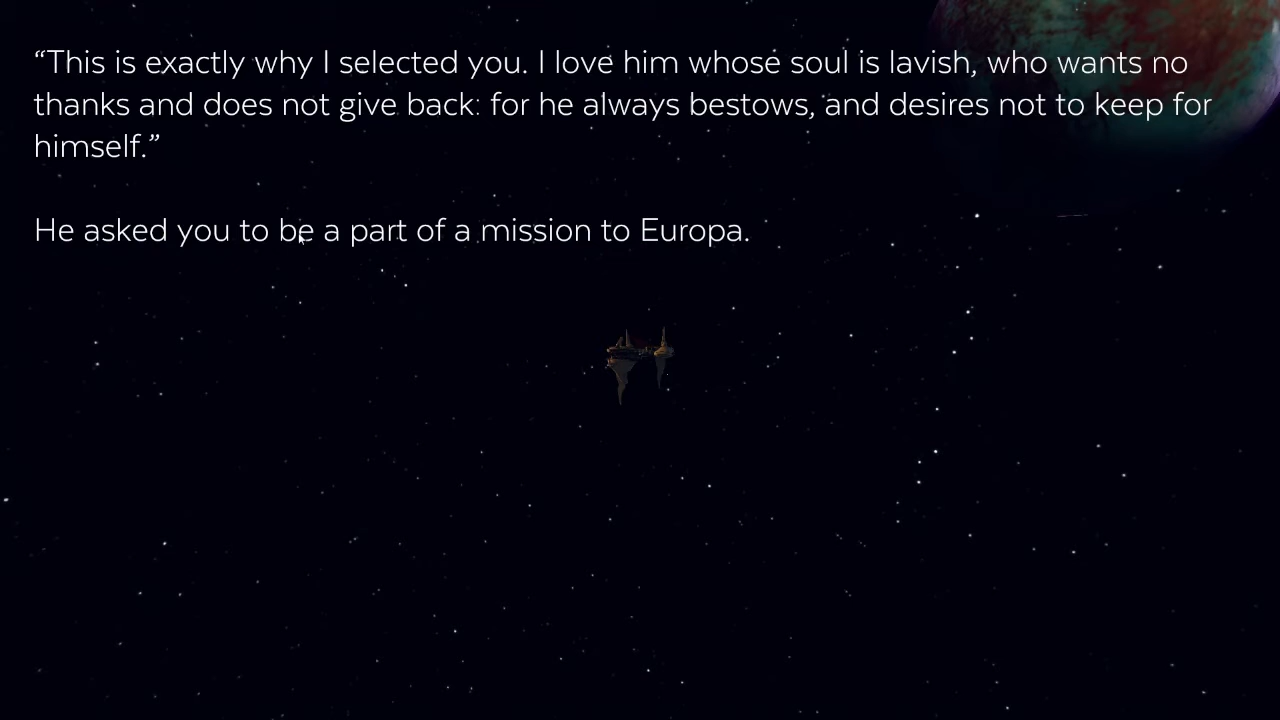 “This is exactly why I selected you. I love him whose soul is lavish, who wants no
thanks and does not give back: for he always bestows, and desires not to keep for
himself.”
He asked you to be a part of a mission to Europa.